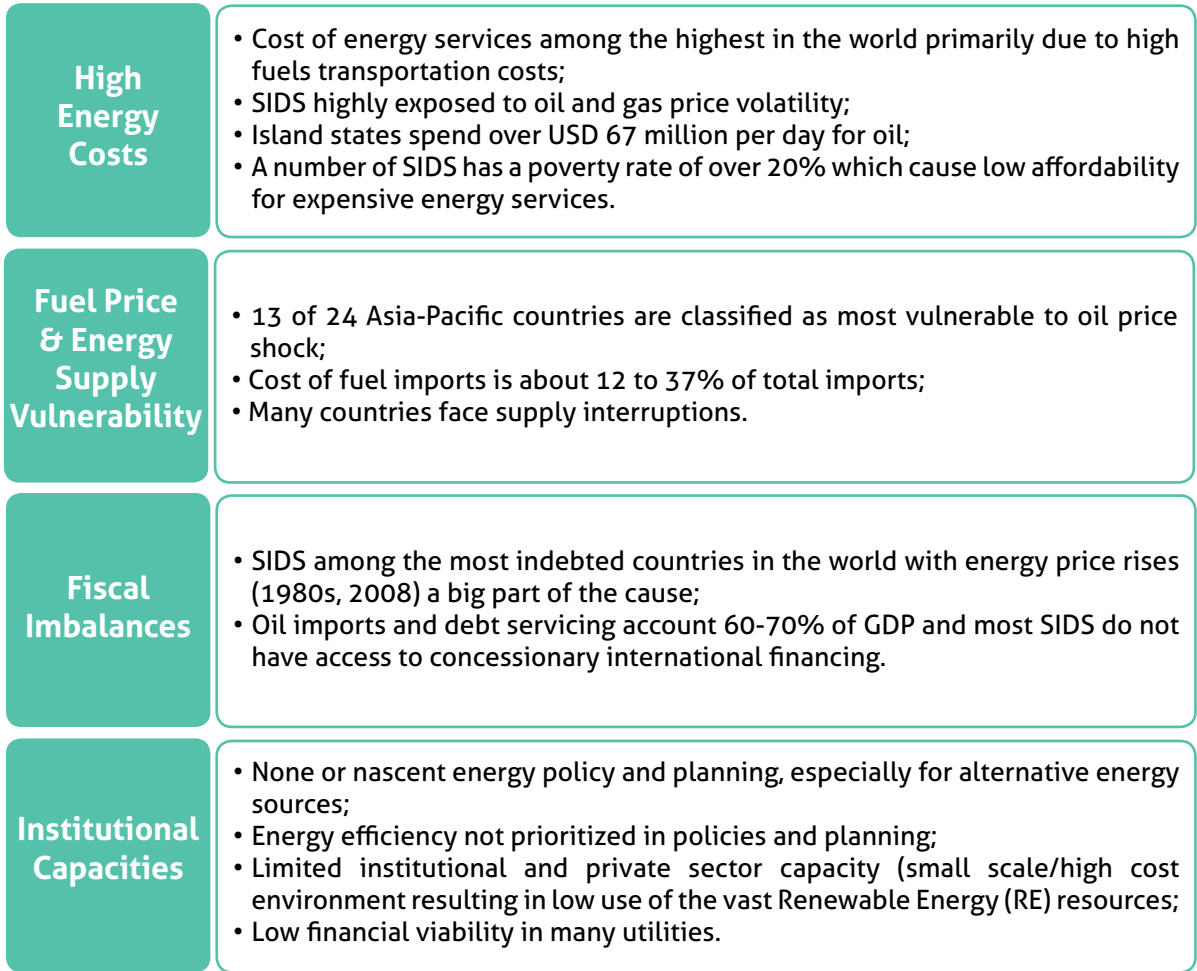 High
Energy
Costs
• Cost of energy services among the highest in the world primarily due to high
fuels transportation costs;
• SIDS highly exposed to oil and gas price volatility;
• Island states spend over USD 67 million per day for oil;
• A number of SIDS has a poverty rate of over 20% which cause low affordability
for expensive energy services.
Fuel Price
& Energy
Supply
Vulnerability
• 13 of 24 Asia-Pacific countries are classified as most vulnerable to oil price
shock;
• Cost of fuel imports is about 12 to 37% of total imports;
• Many countries face supply interruptions.
Fiscal
Imbalances
• SIDS among the most indebted countries in the world with energy price rises
(1980s, 2008) a big part of the cause;
• Oil imports and debt servicing account 60-70% of GDP and most SIDS do not
have access to concessionary international financing.
Institutional
Capacities
• None or nascent energy policy and planning, especially for alternative energy
sources;
• Energy efficiency not prioritized in policies and planning;
• Limited institutional and private sector capacity (small scale/high cost
environment resulting in low use of the vast Renewable Energy (RE) resources;
• Low financial viability in many utilities.